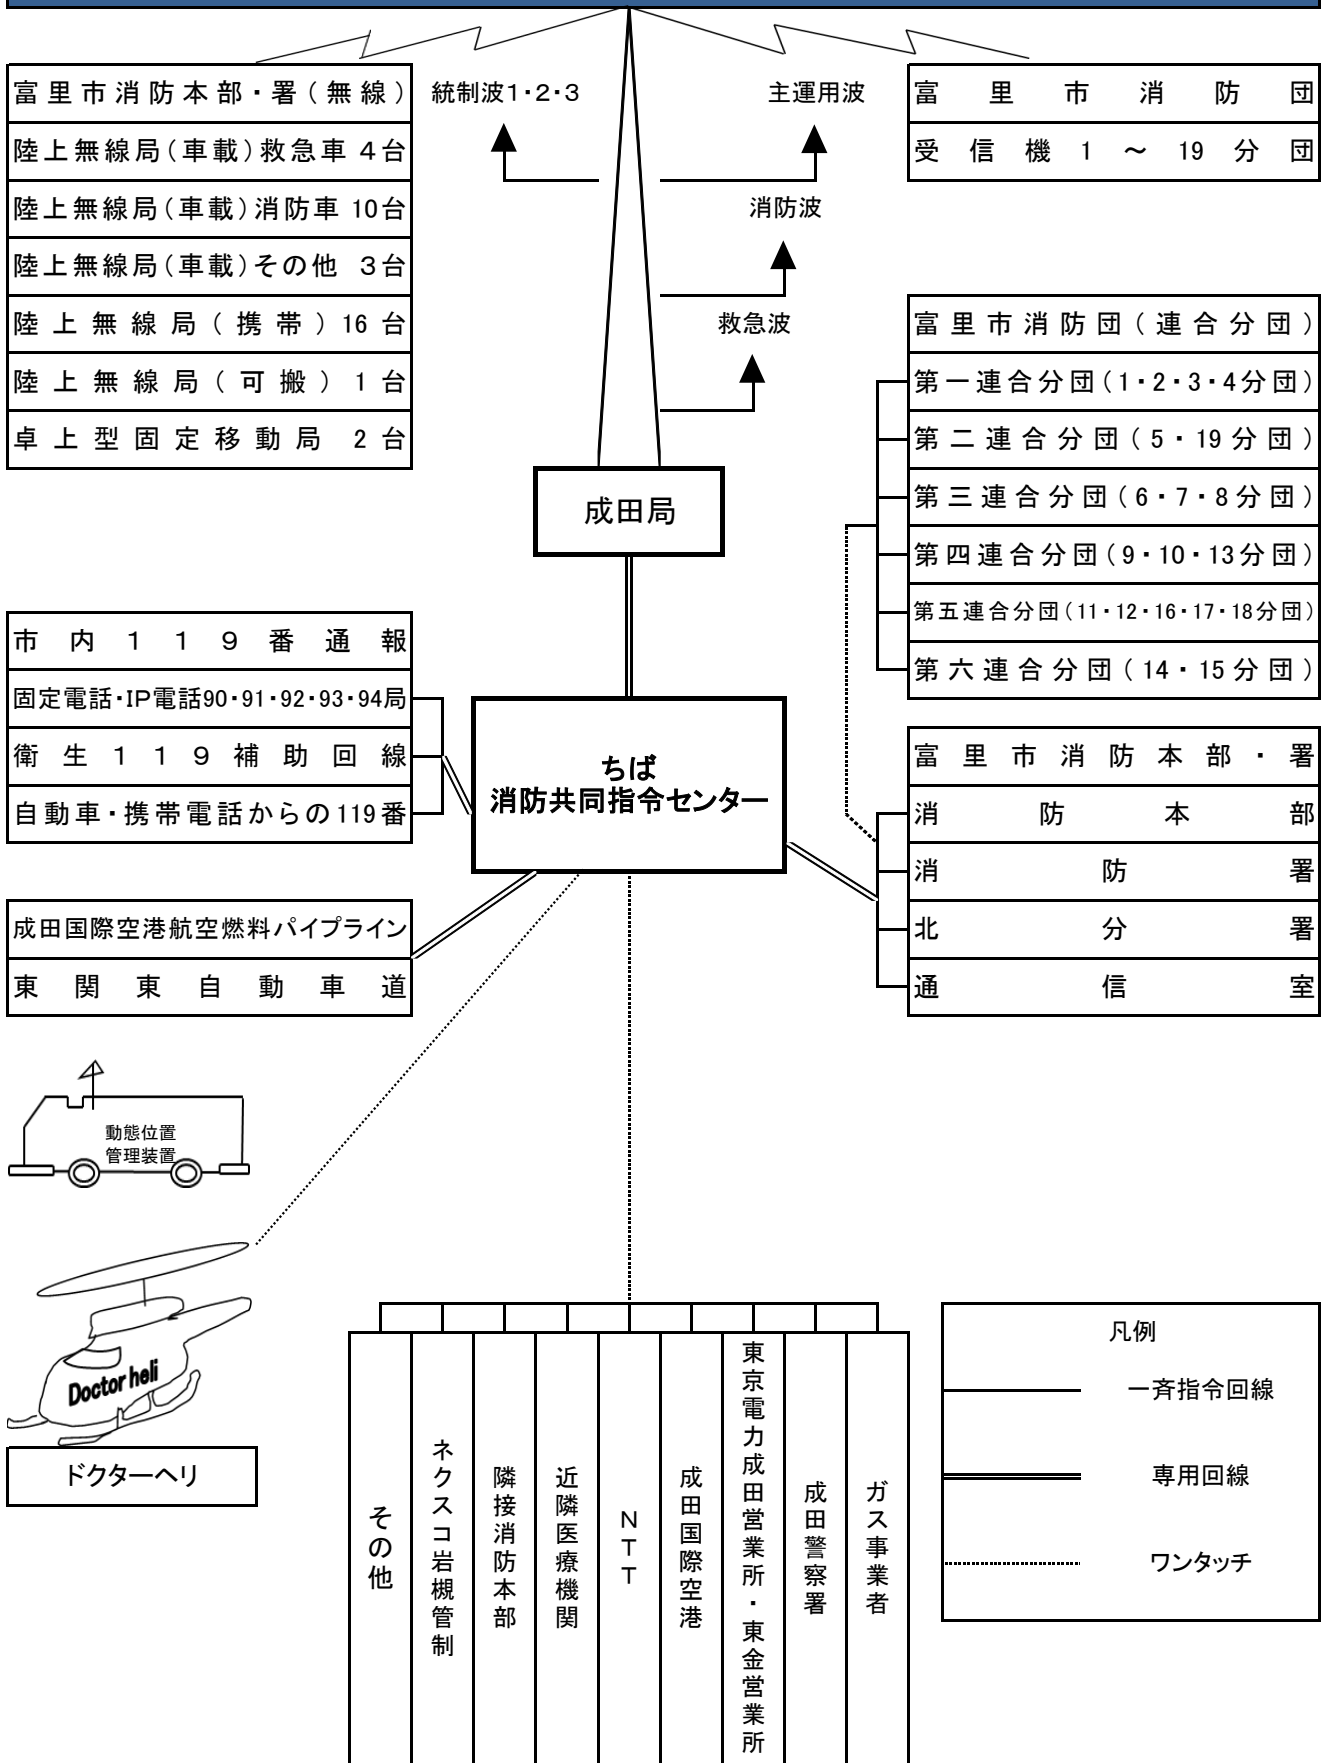 富里市消防本部・署(無線)
陸上無線局(車載)救急車 4台
陸上無線局(車載)消防車 10台
陸上無線局(車載)その他 3台
陸上無線局(携帯)16台
陸上無線局(可搬)1台
卓上型固定移動局 2台
統制波1・2・3
主運用波
消防波
救急波
富里市消防団
受信機1～19分団
富里市消防団(連合分団)
第一連合分団(1・2・3・4分団)
第二連合分団(5・19分団)
第三連合分団(6・7・8分団)
第四連合分団(9・10・13分団)
第五連合分団(11・12・16・17・18分団)
第六連合分団(14・15分団)
成田局
市内119番通報
固定電話・IP電話90・91・92・93・94局
衛生119補助回線
自動車・携帯電話からの119番
ちば
消防共同指令センター
富里市消防本部・署
消防本部
消防署
北分署
通信室
成田国際空港航空燃料パイプライン
東関東自動車道
動態位置
管理装置
Doctor heli
ドクターヘリ
その他
ネクスコ岩槻管制
隣接消防本部
近隣医療機関
NTT
成田国際空港
東京電力成田営業所・東金営業所
成田警察署
ガス事業者
凡例
一斉指令回線
専用回線
ワンタッチ